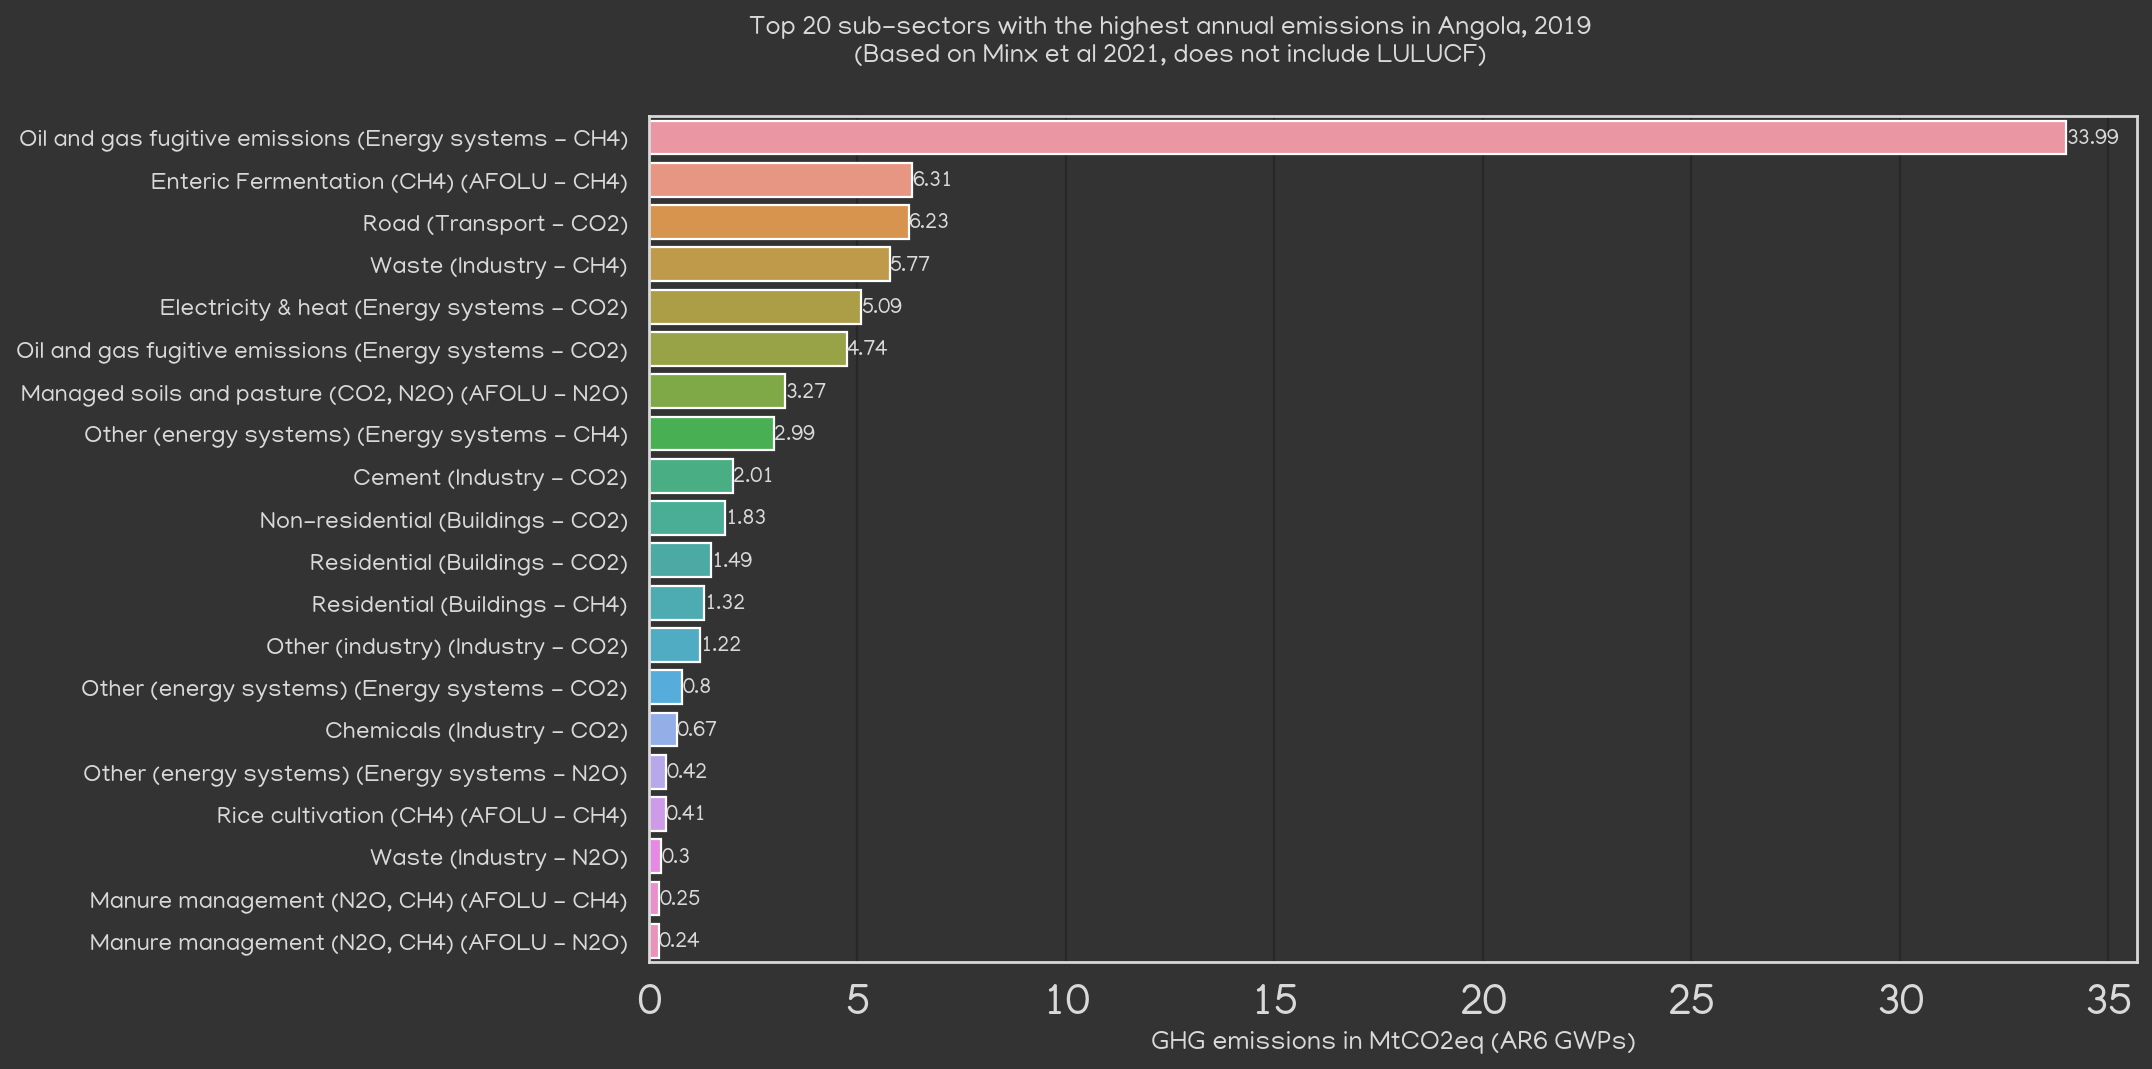 Top 20 sub-sectors with the highest annual emissions in Angola, 2019
(Based on Minx et al 2021, does not include LULUCF)
Oil and gas fugitive emissions (Energy systems - CH4) 33.99
Enteric Fermentation (CH4) (AFOLU - CH4) 6.31
Road (Transport - CO2) 6.23
Waste (Industry - CH4) 5.77
Electricity & heat (Energy systems - CO2) 5.09
Oil and gas fugitive emissions (Energy systems - CO2) 4.74
Managed soils and pasture (CO2, N2O) (AFOLU - N2O) 3.27
Other (energy systems) (Energy systems - CH4) 2.99
Cement (Industry - CO2) 2.01
Non-residential (Buildings - CO2) 1.83
Residential (Buildings - CO2) 1.49
Residential (Buildings - CH4) 1.32
Other (industry) (Industry - CO2) 1.22
Other (energy systems) (Energy systems - CO2) 0.8
Chemicals (Industry - CO2) 0.67
Other (energy systems) (Energy systems - N2O) 0.42
Rice cultivation (CH4) (AFOLU - CH4) 0.41
Waste (Industry - N2O) 0.3
Manure management (N2O, CH4) (AFOLU - CH4) 0.25
Manure management (N2O, CH4) (AFOLU - N2O) 0.24
0 5 10 15 20 25 30 35
GHG emissions in MtCO2eq (AR6 GWPs)